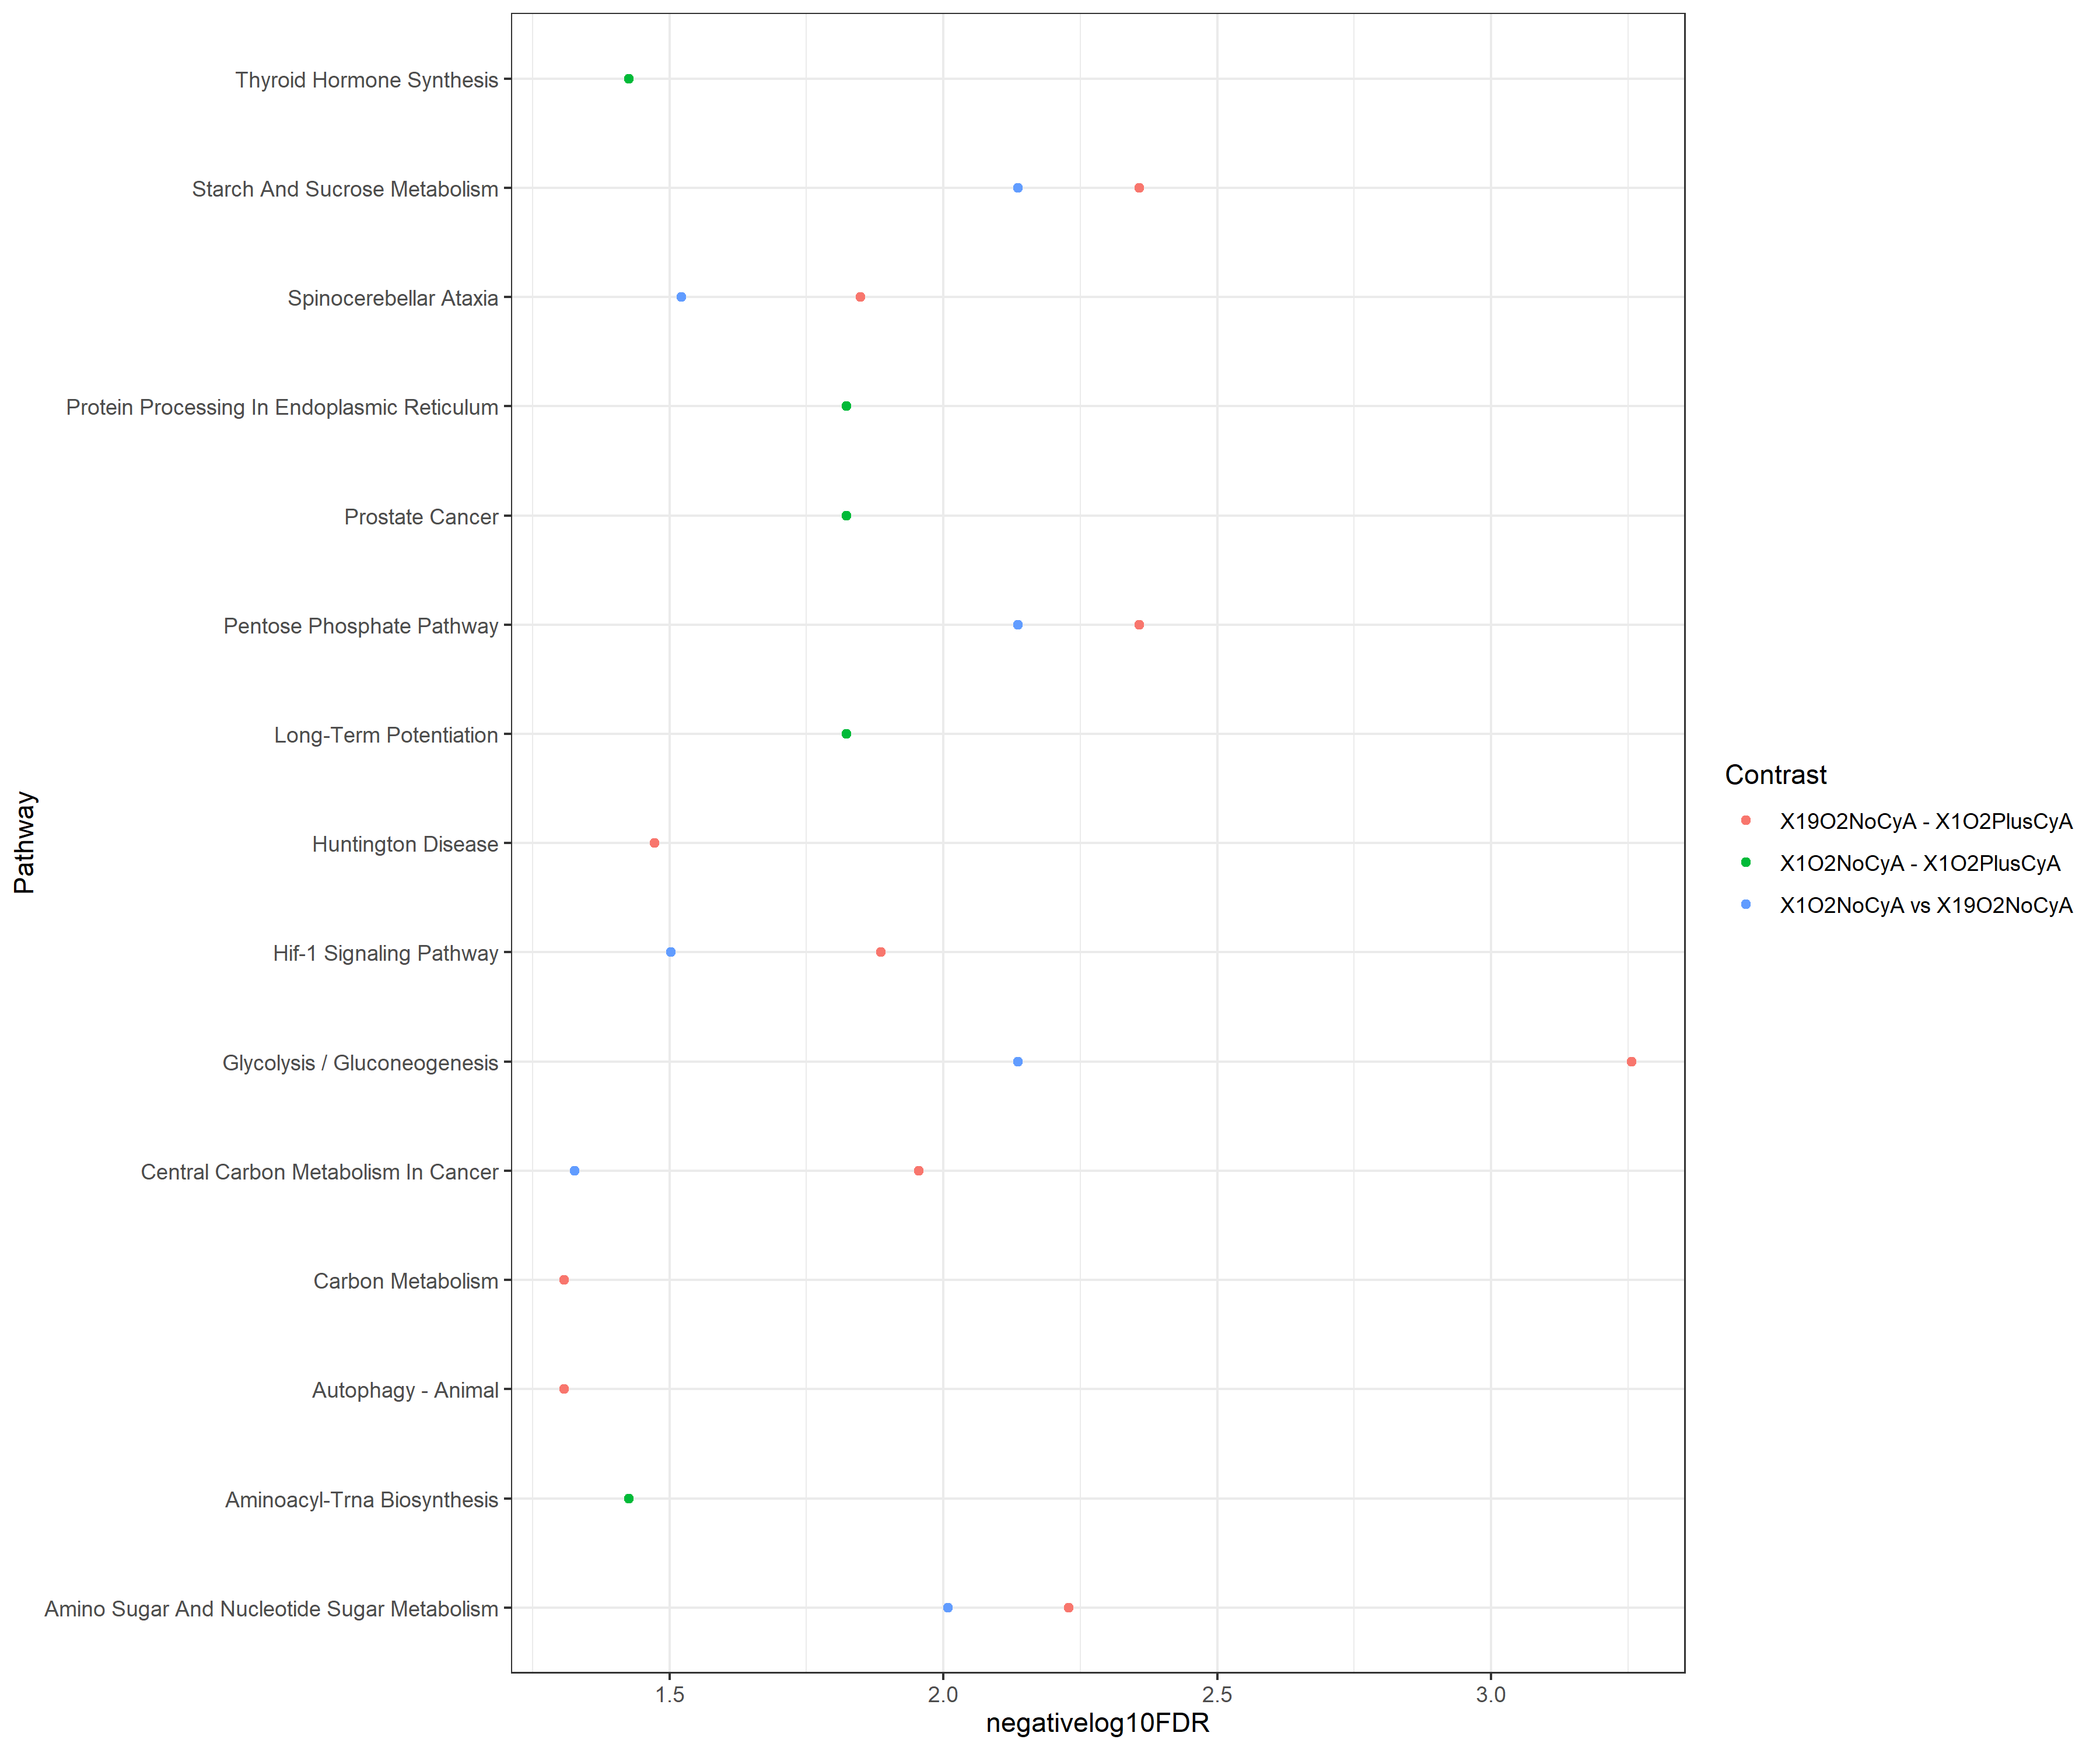 Thyroid Hormone Synthesis
Starch And Sucrose Metabolism
Spinocerebellar Ataxia
Protein Processing In Endoplasmic Reticulum
Prostate Cancer
Pentose Phosphate Pathway
Long-Term Potentiation
Huntington Disease
Hif-1 Signaling Pathway
Glycolysis / Gluconeogenesis
Central Carbon Metabolism In Cancer
Carbon Metabolism
Autophagy - Animal
Aminoacyl-Trna Biosynthesis
Amino Sugar And Nucleotide Sugar Metabolism
Pathway
1.5 2.0 2.5 3.0
negativelog10FDR
Contrast
X19O2NoCyA - X1O2PlusCyA
X1O2NoCyA - X1O2PlusCyA
X1O2NoCyA vs X19O2NoCyA